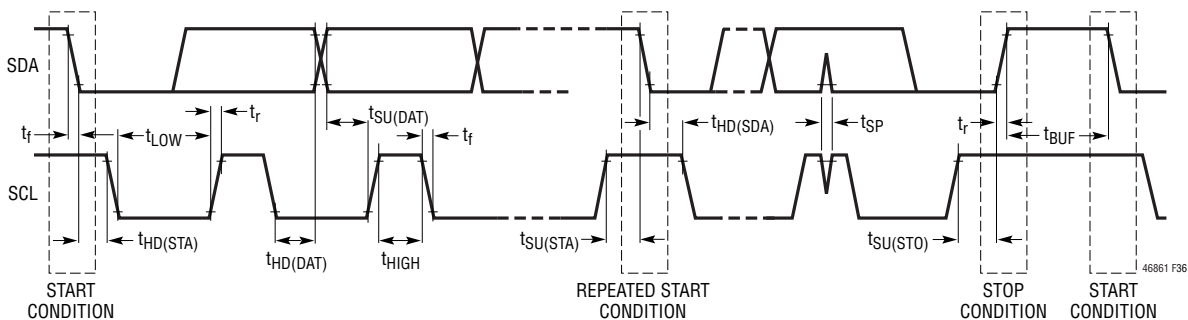 SDA
tf
tLOW
tr
tSU(DAT)
tf
tHD(SDA)
tSP
tr
tBUF
SCL
tHD(STA)
tHD(DAT)
tHIGH
tSU(STA)
tSU(STO)
46861 F36
START
CONDITION
REPEATED START
CONDITION
STOP
CONDITION
START
CONDITION